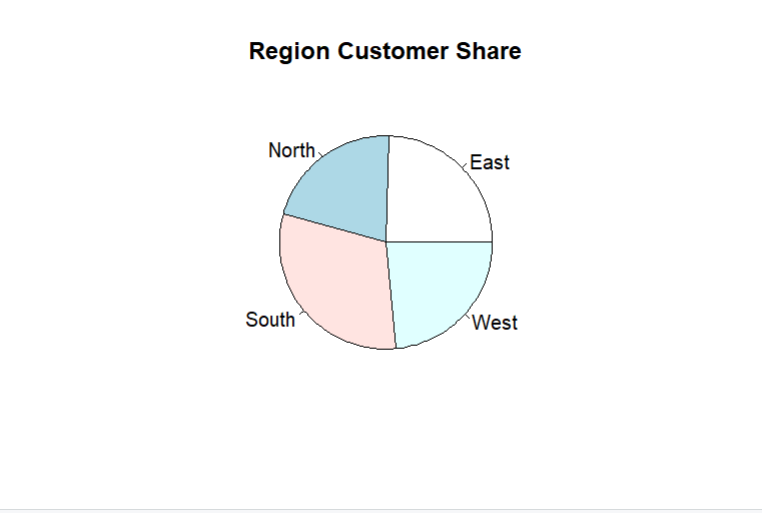 Region Customer Share
North
East
South
West